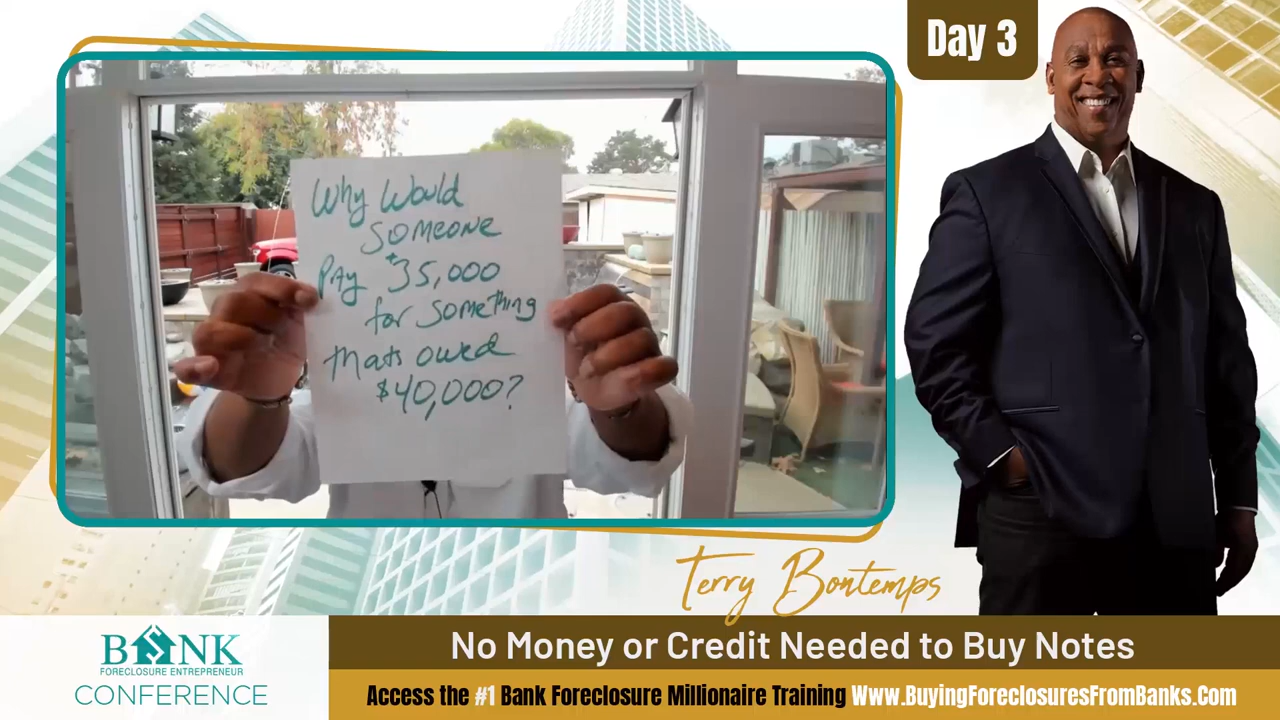 Day 3
Why Would
Someone
Pay $35,000
for Something
thats owed
$40,000?
Terry Bontemps
BANK
FORECLOSURE ENTREPRENEUR
CONFERENCE
No Money or Credit Needed to Buy Notes
Access the #1 Bank Foreclosure Millionaire Training Www.BuyingForeclosuresFromBanks.Com